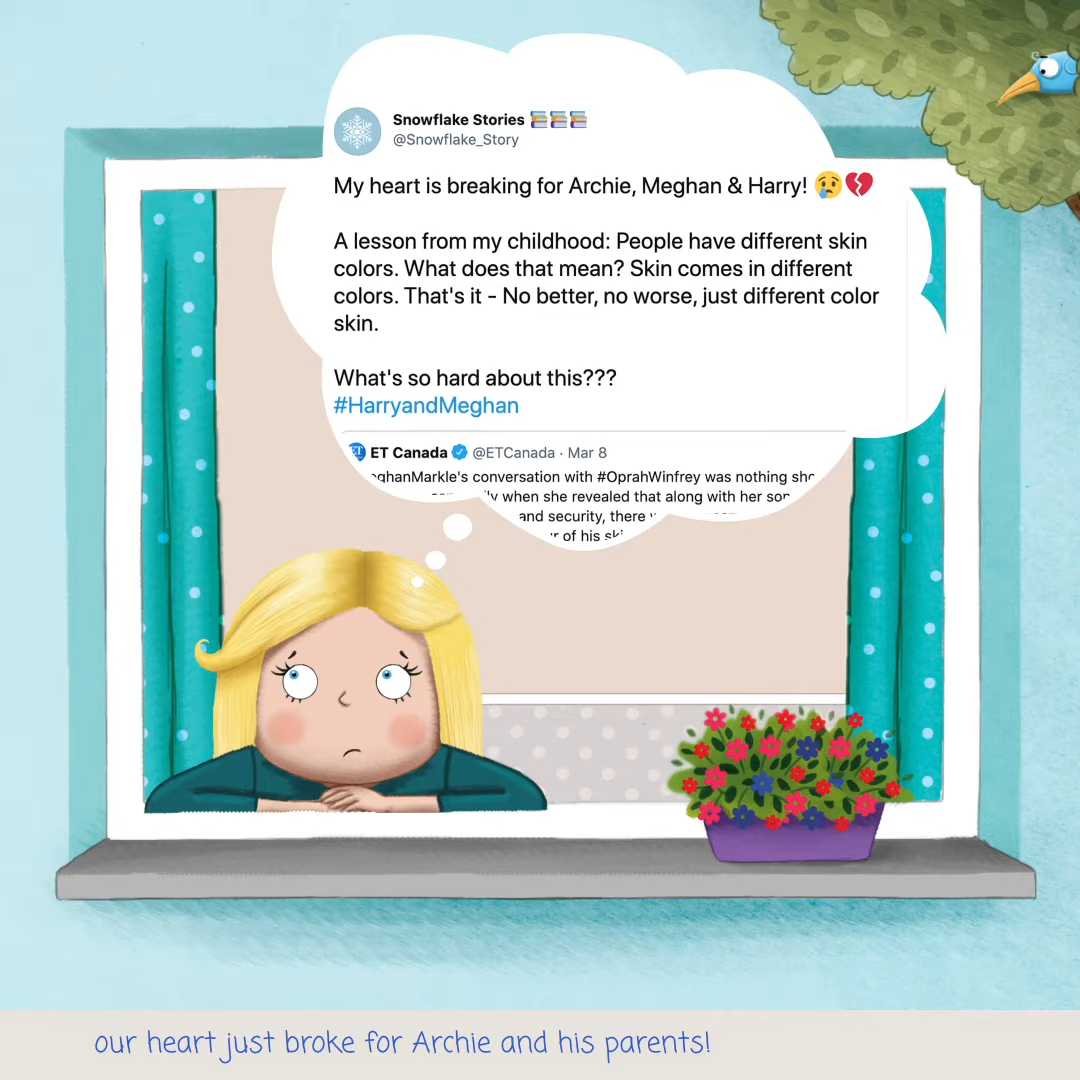 Snowflake Stories 📚📚📚
@Snowflake_Story
My heart is breaking for Archie, Meghan & Harry! 😢💔
A lesson from my childhood: People have different skin
colors. What does that mean? Skin comes in different
colors. That's it - No better, no worse, just different color
skin.
What's so hard about this???
#HarryandMeghan
ET Canada @ETCanada · Mar 8
conversation with #OprahWinfrey was nothing
when she revealed that along with her
and security, there
of his
our heart just broke for Archie and his parents!